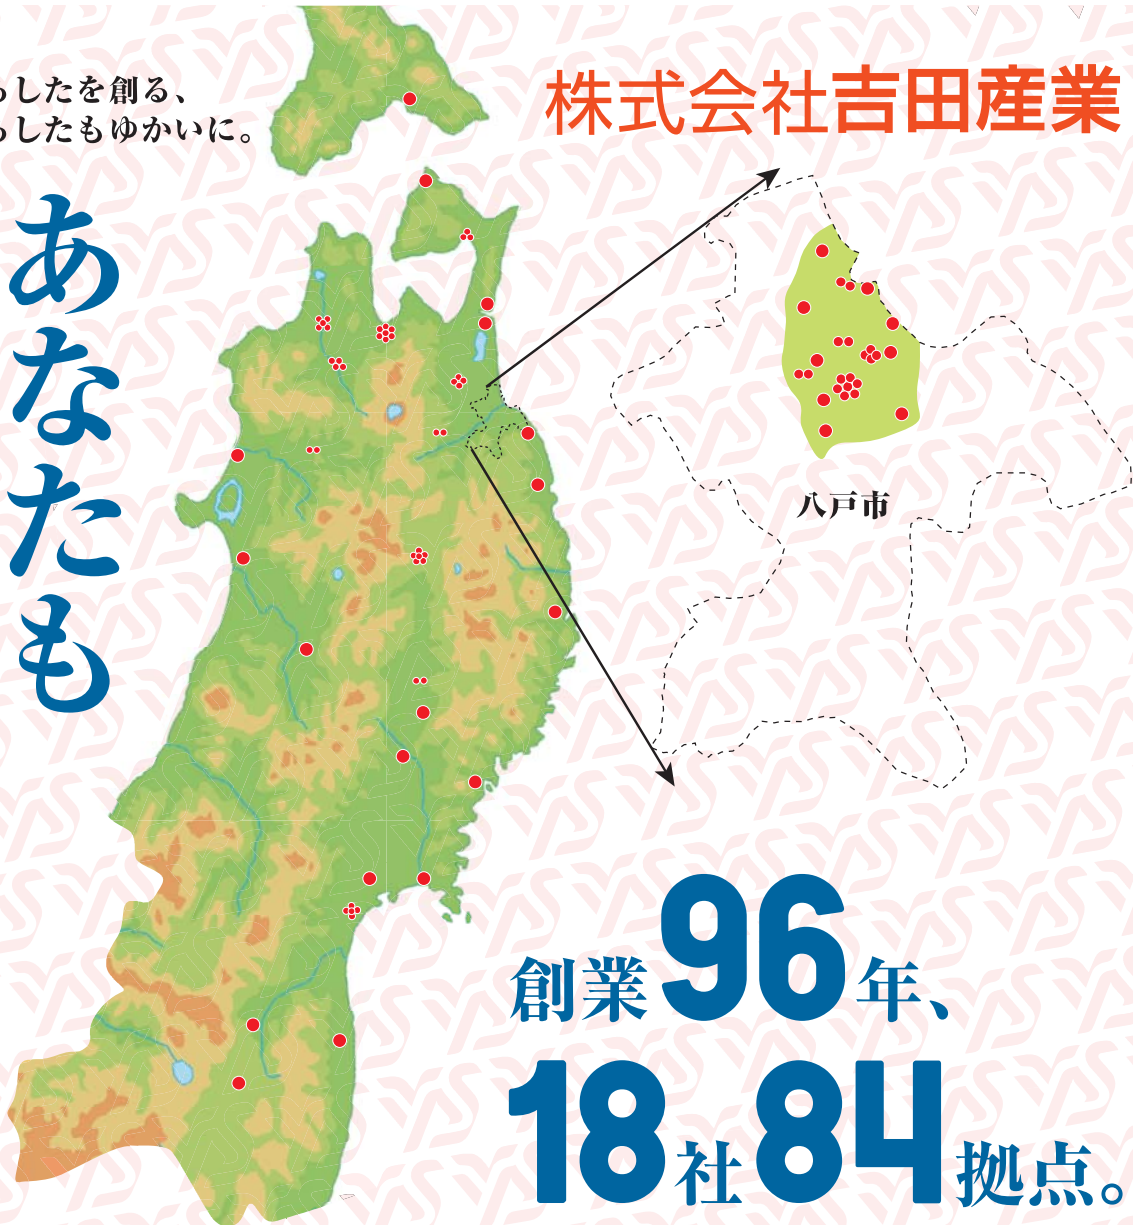 株式会社吉田産業
したを創る、
したもゆかいに。
あなたも
八戸市
創業96年、
18社84拠点。